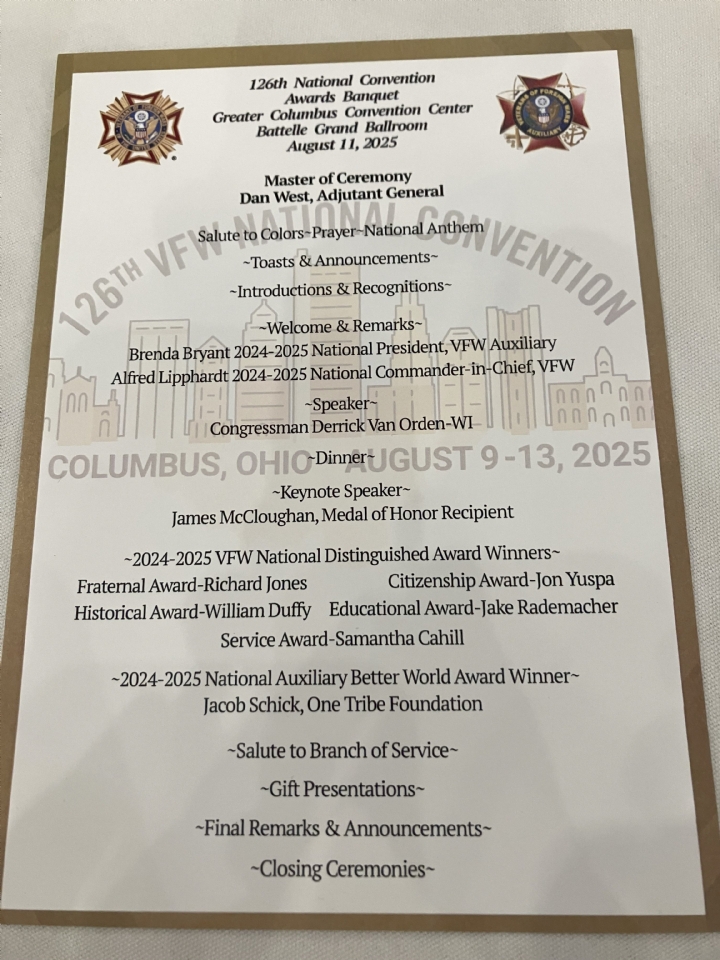 126th National Convention
Awards Banquet
Greater Columbus Convention Center
Battelle Grand Ballroom
August 11, 2025
Master of Ceremony
Dan West, Adjutant General
126TH VFW NATIONAL CONVENTION
Salute to Colors~Prayer~National Anthem
~Toasts & Announcements~
~Introductions & Recognitions~
~Welcome & Remarks~
Brenda Bryant 2024-2025 National President, VFW Auxiliary
Alfred Lipphardt 2024-2025 National Commander-in-Chief, VFW
~Speaker~
Congressman Derrick Van Orden-WI
~Dinner~
COLUMBUS, OHIO AUGUST 9-13, 2025
~Keynote Speaker~
James McCloughan, Medal of Honor Recipient
~2024-2025 VFW National Distinguished Award Winners~
Fraternal Award-Richard Jones Citizenship Award-Jon Yuspa
Historical Award-William Duffy Educational Award-Jake Rademacher
Service Award-Samantha Cahill
~2024-2025 National Auxiliary Better World Award Winner~
Jacob Schick, One Tribe Foundation
~Salute to Branch of Service~
~Gift Presentations~
~Final Remarks & Announcements~
~Closing Ceremonies~
VETERANS OF FOREIGN WARS
AUXILIARY